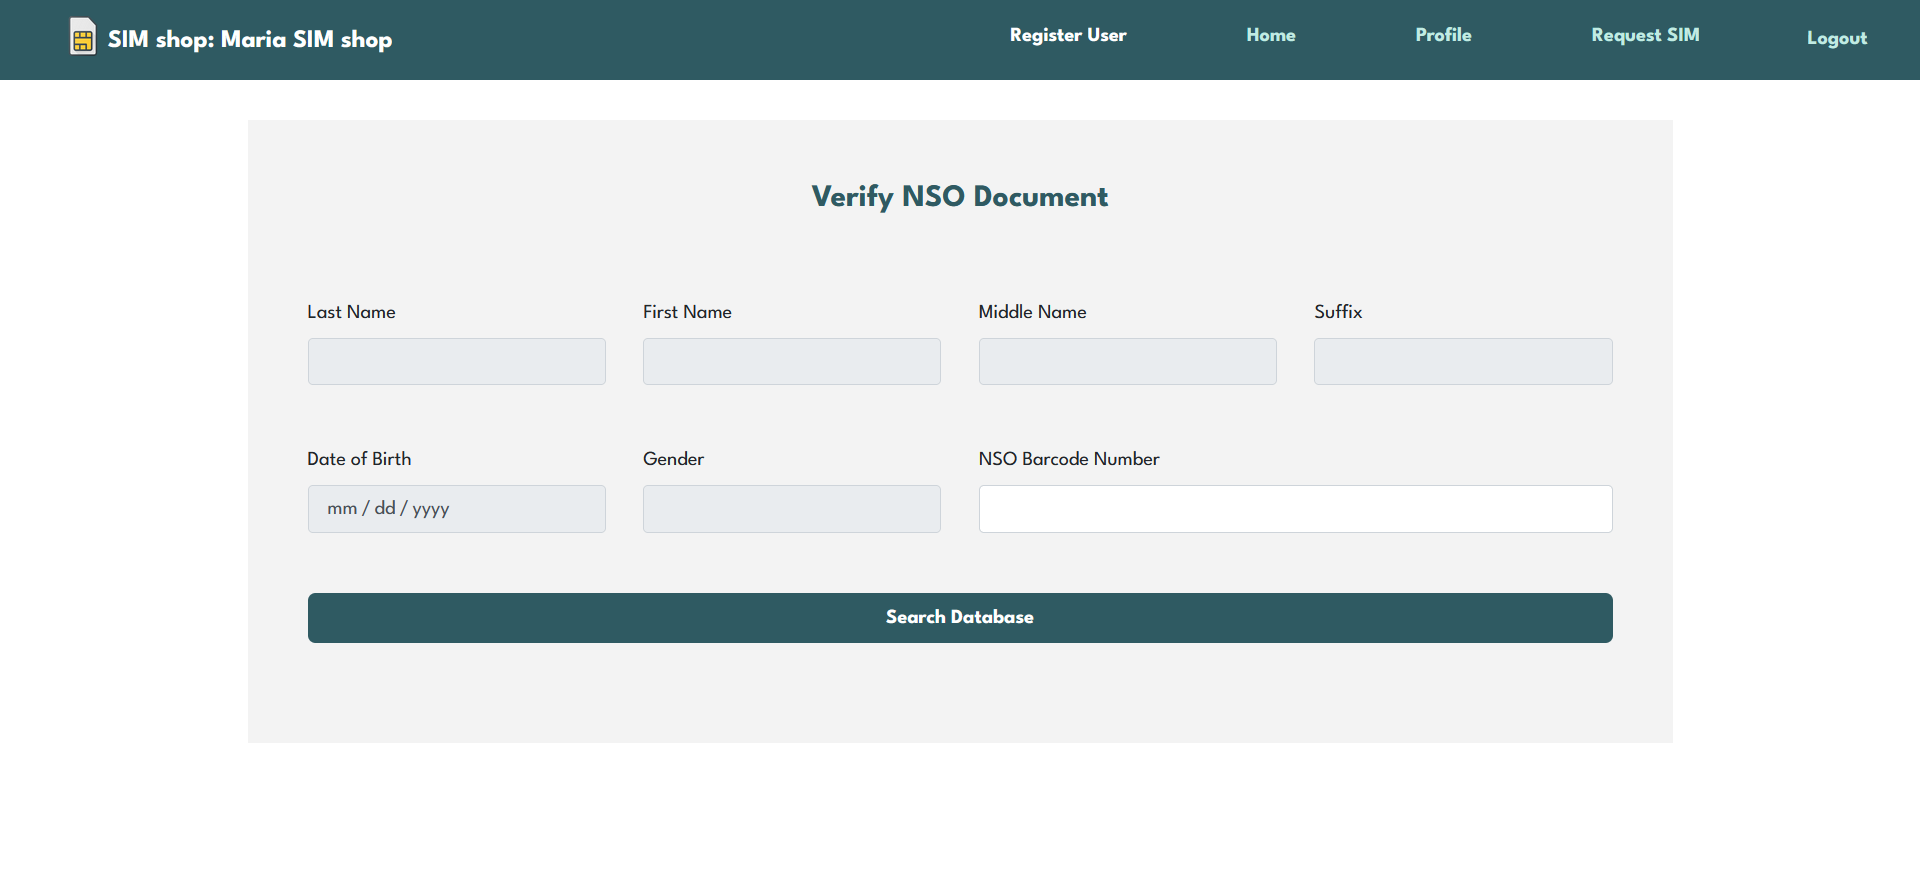 SIM shop: Maria SIM shop
Register User
Home
Profile
Request SIM
Logout
Verify NSO Document
Last Name
First Name
Middle Name
Suffix
Date of Birth
Gender
NSO Barcode Number
mm / dd / yyyy
Search Database